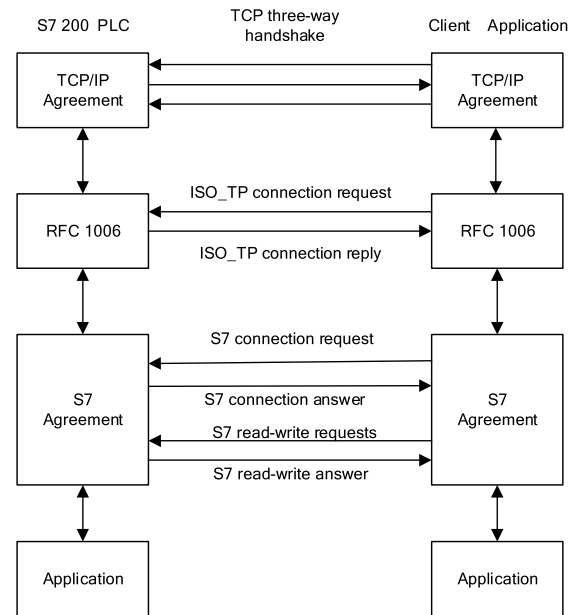 S7 200 PLC
TCP three-way
handshake
Client Application
TCP/IP
Agreement
TCP/IP
Agreement
ISO_TP connection request
RFC 1006
RFC 1006
ISO_TP connection reply
S7 connection request
S7
Agreement
S7
Agreement
S7 connection answer
S7 read-write requests
S7 read-write answer
Application
Application